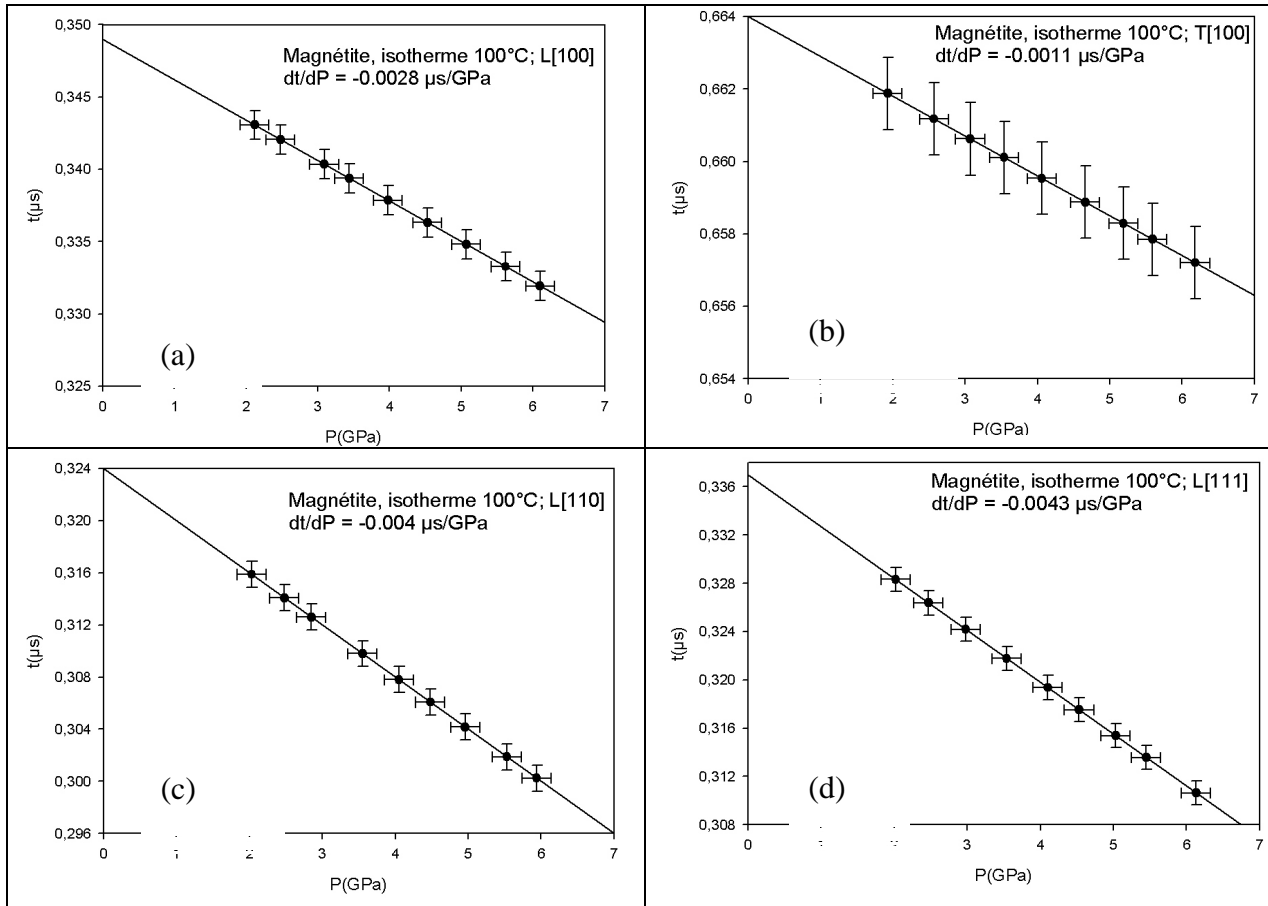 0,350
0,345
0,340
0,335
0,330
0,325
t(µs)
Magnétite, isotherme 100°C; L[100]
dt/dP = -0.0028 µs/GPa
(a)
0 1 2 3 4 5 6 7
P(GPa)
0,664
0,662
0,660
0,658
0,656
0,654
t(µs)
Magnétite, isotherme 100°C; T[100]
dt/dP = -0.0011 µs/GPa
(b)
0 1 2 3 4 5 6 7
P(GPa)
0,324
0,320
0,316
0,312
0,308
0,304
0,300
0,296
t(µs)
Magnétite, isotherme 100°C; L[110]
dt/dP = -0.004 µs/GPa
(c)
0 1 2 3 4 5 6 7
P(GPa)
0,336
0,332
0,328
0,324
0,320
0,316
0,312
0,308
t(µs)
Magnétite, isotherme 100°C; L[111]
dt/dP = -0.0043 µs/GPa
(d)
0 3 4 5 6 7
P(GPa)